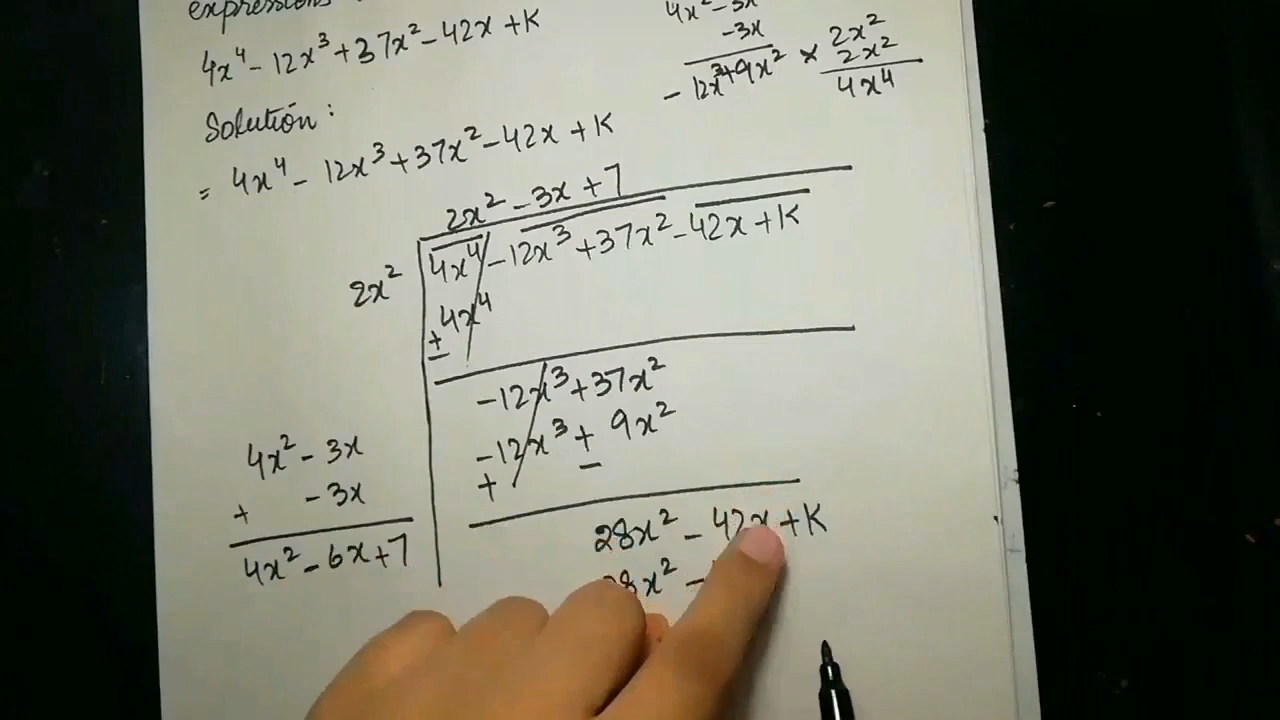 expressions
4x⁴ - 12x³ + 37x² - 42x + K
4x² - 3x
- 3x
- 12x³ + 9x²
× 2x²
2x²
4x⁴
Solution :
= 4x⁴ - 12x³ + 37x² - 42x + K
2x² - 3x + 7
2x²
4x⁴ - 12x³ + 37x² - 42x + K
± 4x⁴
-
- 12x³ + 37x²
- 12x³ + 9x²
+ -
4x² - 3x
+ - 3x
4x² - 6x + 7
28x² - 42x + K
28x² -